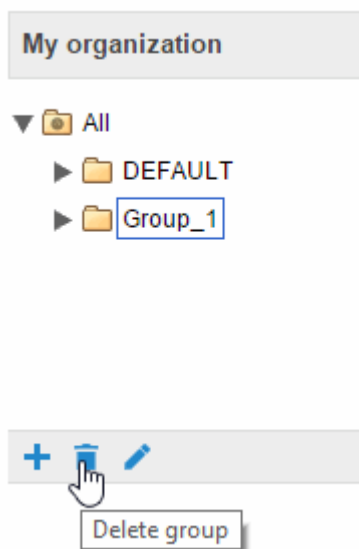 My organization
All
DEFAULT
Group_1
Delete group